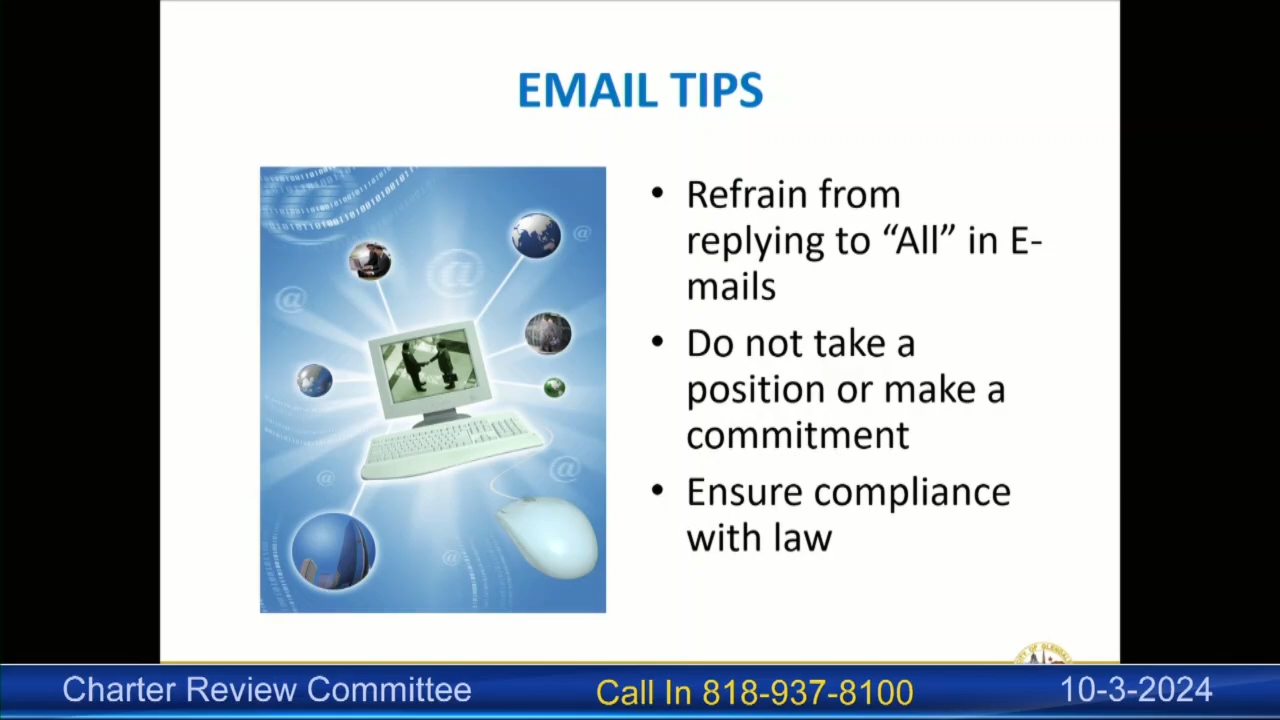 EMAIL TIPS
• Refrain from
replying to “All” in E-
mails
• Do not take a
position or make a
commitment
• Ensure compliance
with law
Charter Review Committee
Call In 818-937-8100
10-3-2024